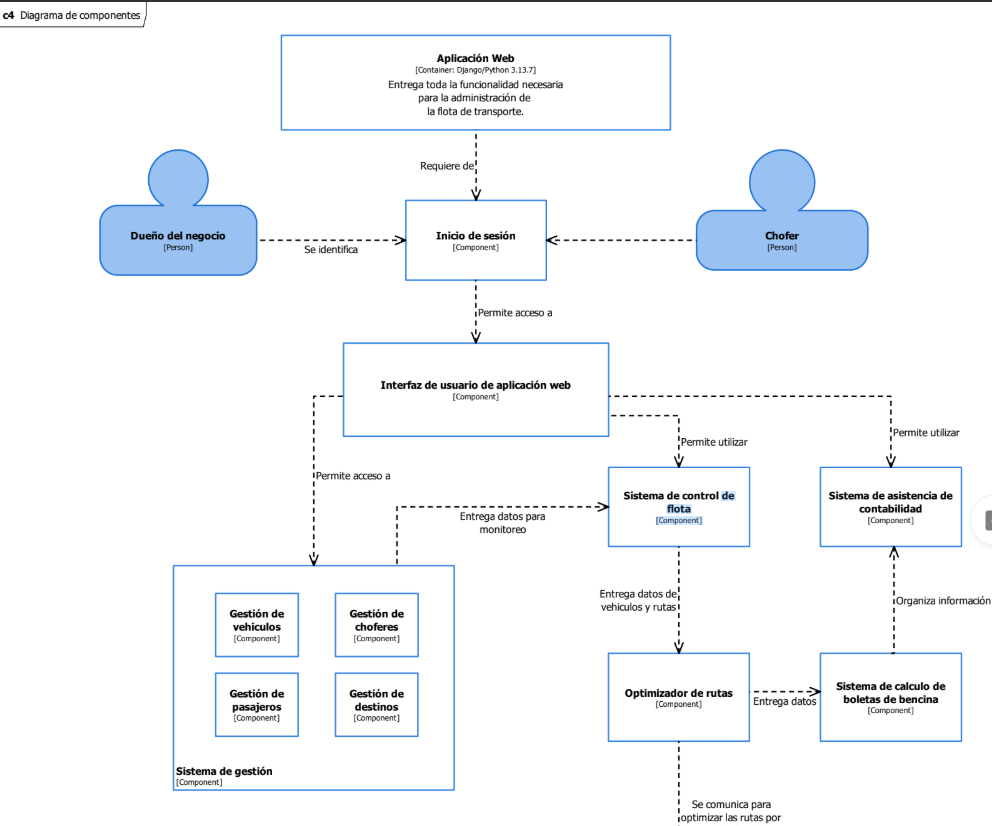 c4 Diagrama de componentes
Aplicación Web
[Container: Django/Python 3.13.7]
Entrega toda la funcionalidad necesaria
para la administración de
la flota de transporte.
Requiere de
Dueño del negocio
[Person]
Se identifica
Inicio de sesión
[Component]
Chofer
[Person]
Permite acceso a
Interfaz de usuario de aplicación web
[Component]
Permite acceso a
Permite utilizar
Permite utilizar
Entrega datos para
monitoreo
Sistema de control de
flota
[Component]
Sistema de asistencia de
contabilidad
[Component]
Entrega datos de
vehiculos y rutas
Organiza información
Gestión de
vehiculos
[Component]
Gestión de
choferes
[Component]
Gestión de
pasajeros
[Component]
Gestión de
destinos
[Component]
Sistema de gestión
[Component]
Optimizador de rutas
[Component]
Entrega datos
Sistema de calculo de
boletas de bencina
[Component]
Se comunica para
optimizar las rutas por